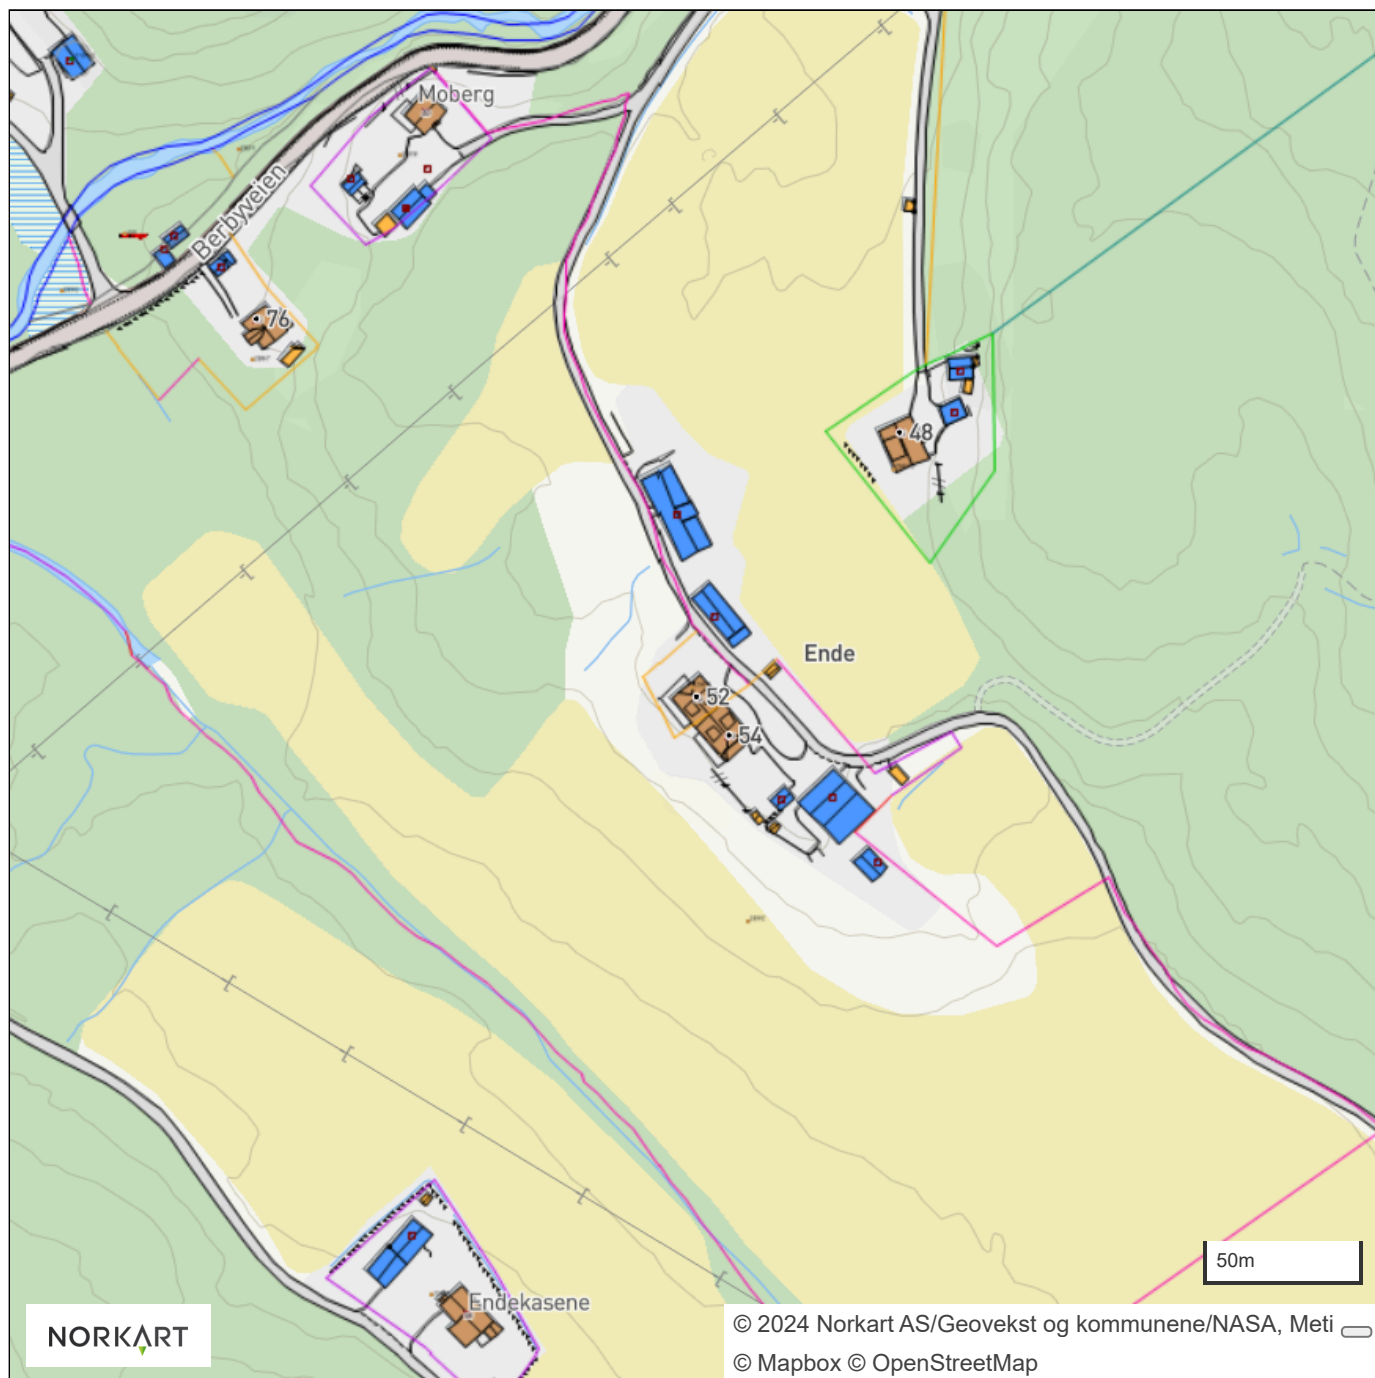 Moberg
Berbyveien
76
48
Ende
52
54
Endekasene
50m
NORKART
© 2024 Norkart AS/Geovekst og kommunene/NASA, Meti
© Mapbox © OpenStreetMap